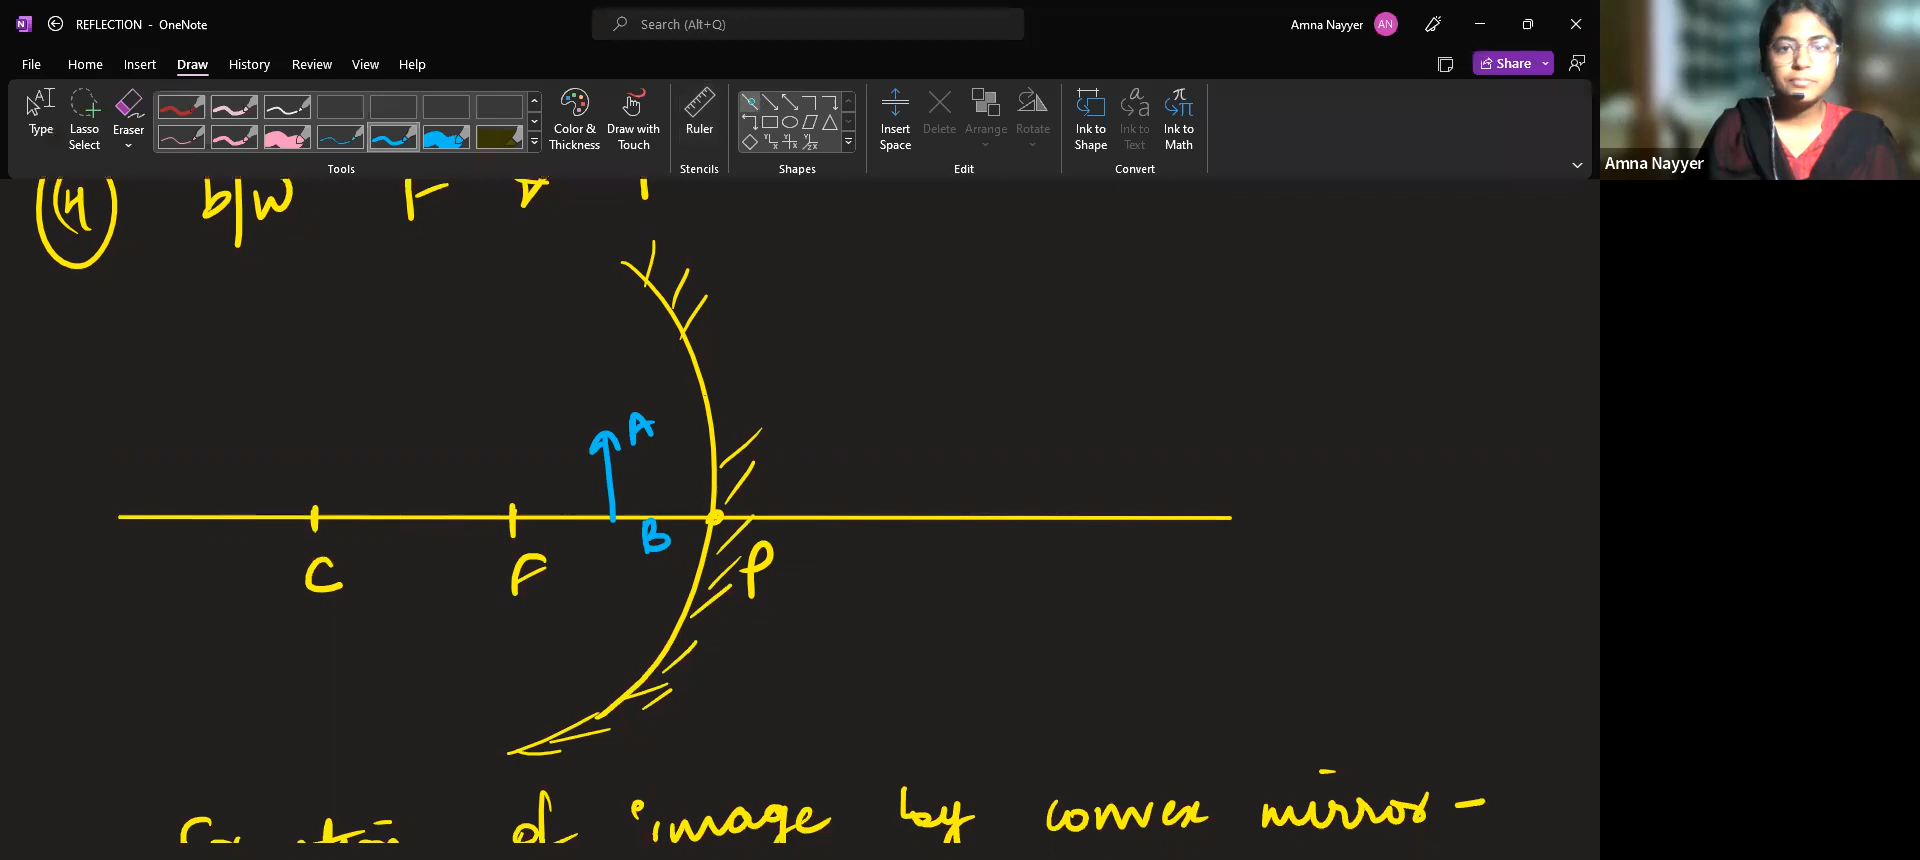 REFLECTION - OneNote
Search (Alt+Q)
Amna Nayyer AN
File Home Insert Draw History Review View Help
Share
Type
Lasso Select
Eraser
Color & Thickness
Draw with Touch
Ruler
Insert Space
Delete
Arrange
Rotate
Ink to Shape
Ink to Text
Ink to Math
Tools
Stencils
Shapes
Edit
Convert
Amna Nayyer
b/w F & P
A
B
C F P
of image by convex mirror -